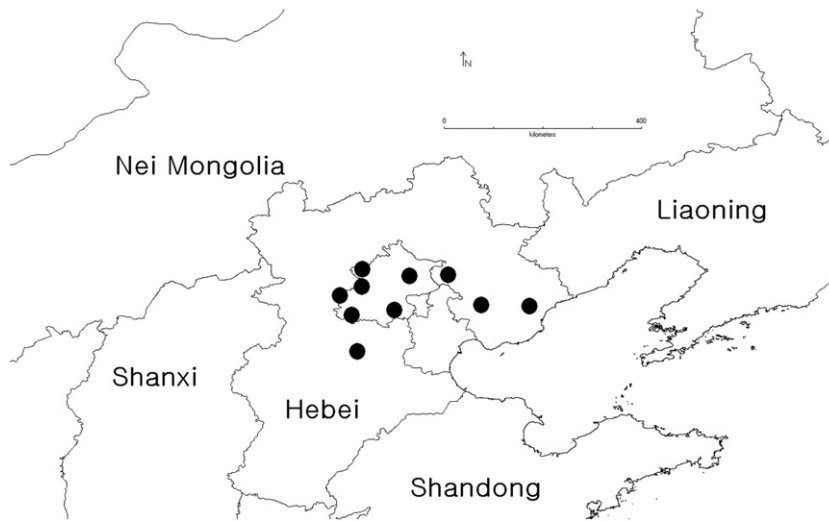 N
0 400
kilometers
Nei Mongolia
Liaoning
Shanxi
Hebei
Shandong